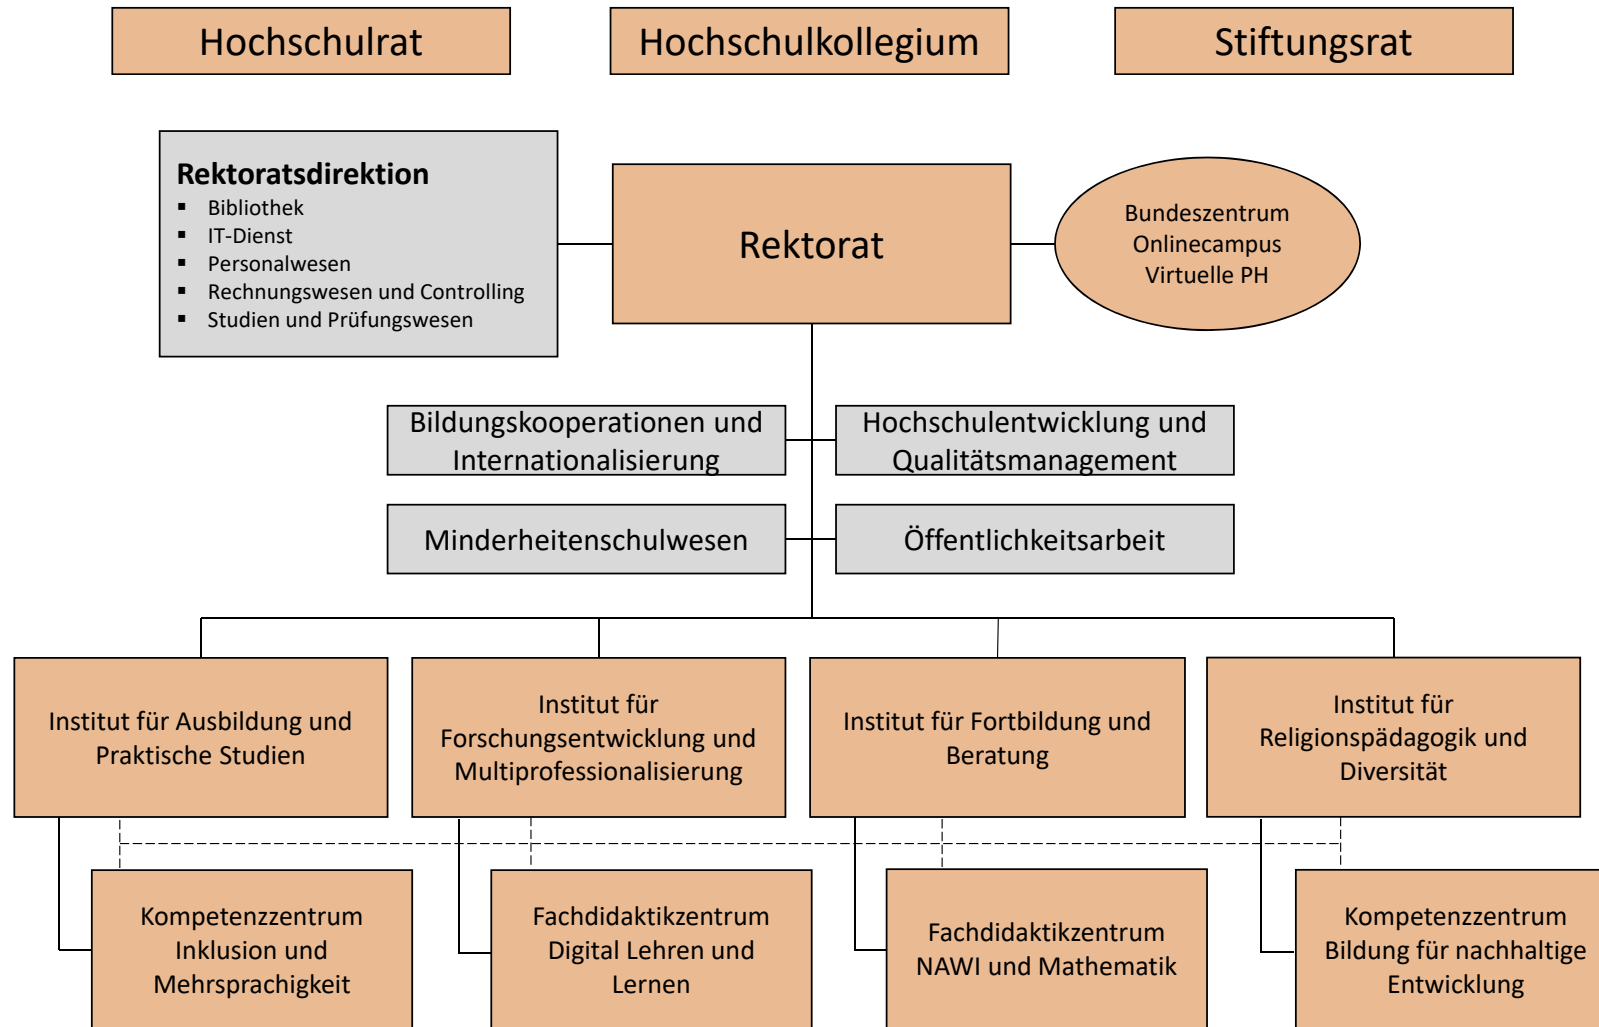 Hochschulrat
Hochschulkollegium
Stiftungsrat
Rektoratsdirektion
▪ Bibliothek
▪ IT-Dienst
▪ Personalwesen
▪ Rechnungswesen und Controlling
▪ Studien und Prüfungswesen
Rektorat
Bundeszentrum
Onlinecampus
Virtuelle PH
Bildungskooperationen und
Internationalisierung
Hochschulentwicklung und
Qualitätsmanagement
Minderheitenschulwesen
Öffentlichkeitsarbeit
Institut für Ausbildung und
Praktische Studien
Institut für
Forschungsentwicklung und
Multiprofessionalisierung
Institut für Fortbildung und
Beratung
Institut für
Religionspädagogik und
Diversität
Kompetenzzentrum
Inklusion und
Mehrsprachigkeit
Fachdidaktikzentrum
Digital Lehren und
Lernen
Fachdidaktikzentrum
NAWI und Mathematik
Kompetenzzentrum
Bildung für nachhaltige
Entwicklung